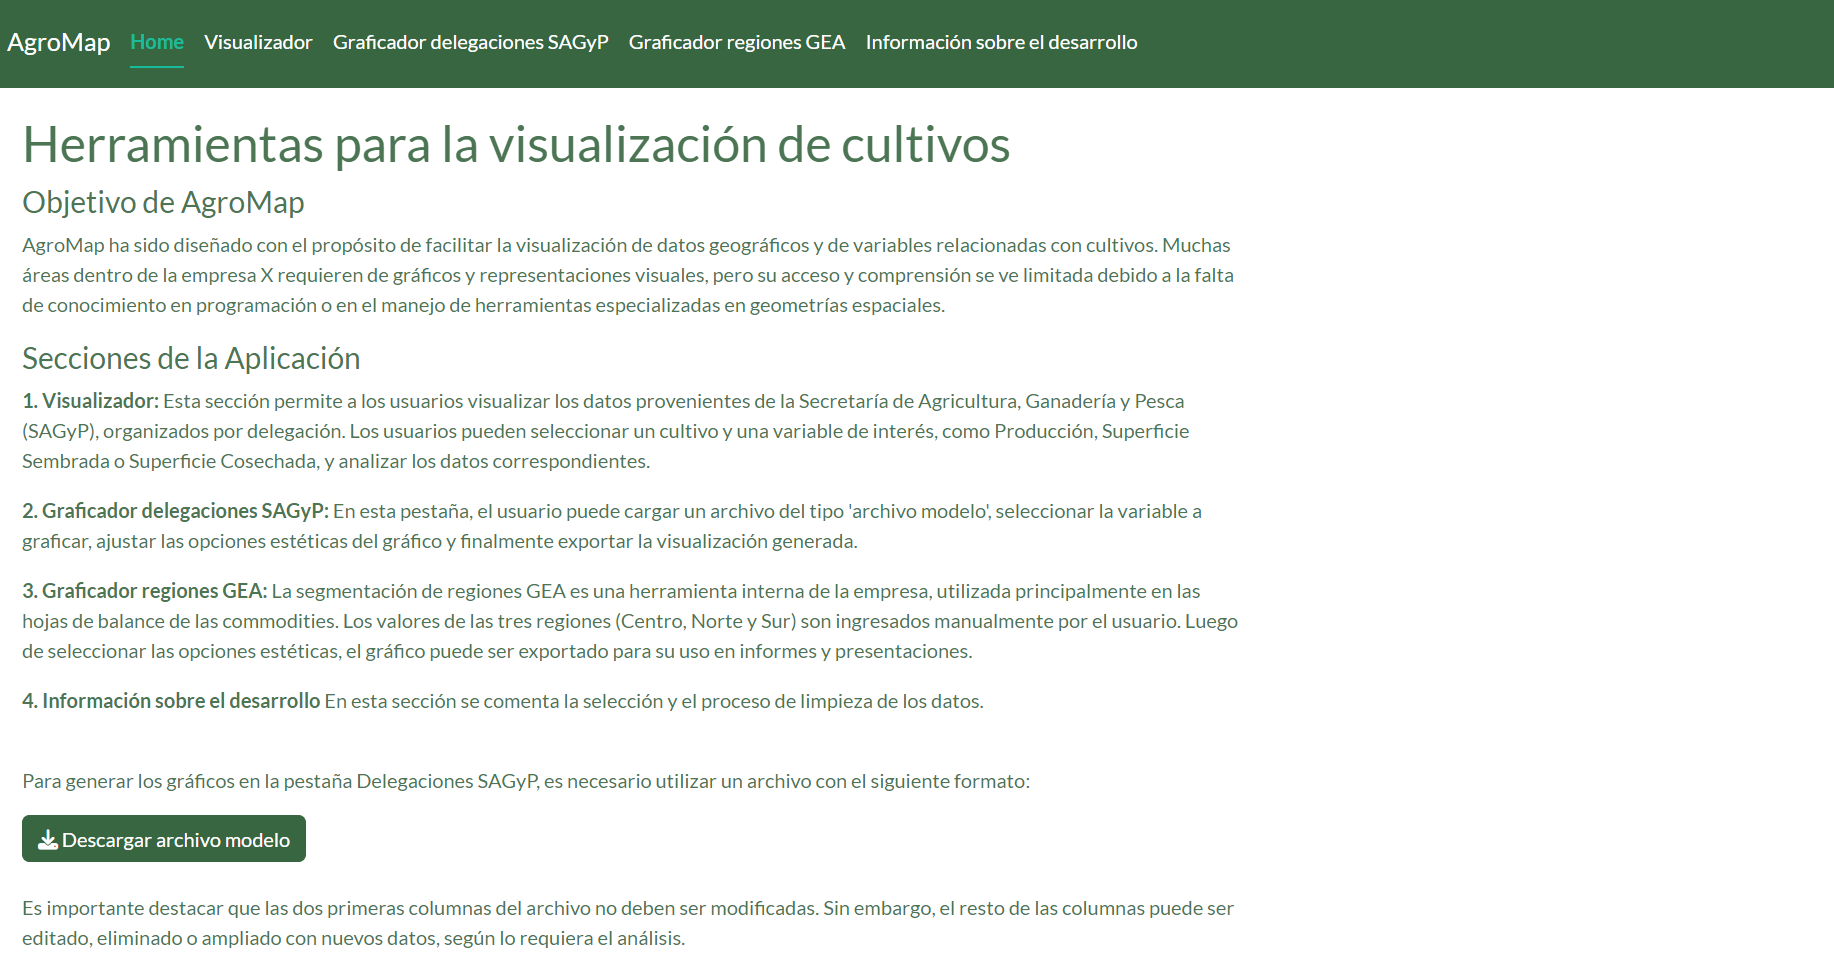 AgroMap Home Visualizador Graficador delegaciones SAGyP Graficador regiones GEA Información sobre el desarrollo
Herramientas para la visualización de cultivos
Objetivo de AgroMap
AgroMap ha sido diseñado con el propósito de facilitar la visualización de datos geográficos y de variables relacionadas con cultivos. Muchas
áreas dentro de la empresa X requieren de gráficos y representaciones visuales, pero su acceso y comprensión se ve limitada debido a la falta
de conocimiento en programación o en el manejo de herramientas especializadas en geometrías espaciales.
Secciones de la Aplicación
1. Visualizador: Esta sección permite a los usuarios visualizar los datos provenientes de la Secretaría de Agricultura, Ganadería y Pesca
(SAGyP), organizados por delegación. Los usuarios pueden seleccionar un cultivo y una variable de interés, como Producción, Superficie
Sembrada o Superficie Cosechada, y analizar los datos correspondientes.
2. Graficador delegaciones SAGyP: En esta pestaña, el usuario puede cargar un archivo del tipo 'archivo modelo', seleccionar la variable a
graficar, ajustar las opciones estéticas del gráfico y finalmente exportar la visualización generada.
3. Graficador regiones GEA: La segmentación de regiones GEA es una herramienta interna de la empresa, utilizada principalmente en las
hojas de balance de las commodities. Los valores de las tres regiones (Centro, Norte y Sur) son ingresados manualmente por el usuario. Luego
de seleccionar las opciones estéticas, el gráfico puede ser exportado para su uso en informes y presentaciones.
4. Información sobre el desarrollo En esta sección se comenta la selección y el proceso de limpieza de los datos.
Para generar los gráficos en la pestaña Delegaciones SAGyP, es necesario utilizar un archivo con el siguiente formato:
Descargar archivo modelo
Es importante destacar que las dos primeras columnas del archivo no deben ser modificadas. Sin embargo, el resto de las columnas puede ser
editado, eliminado o ampliado con nuevos datos, según lo requiera el análisis.